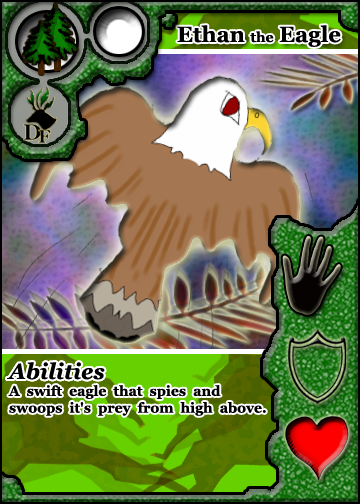 Ethan the Eagle
DF
Abilities
A swift eagle that spies and
swoops it's prey from high above.